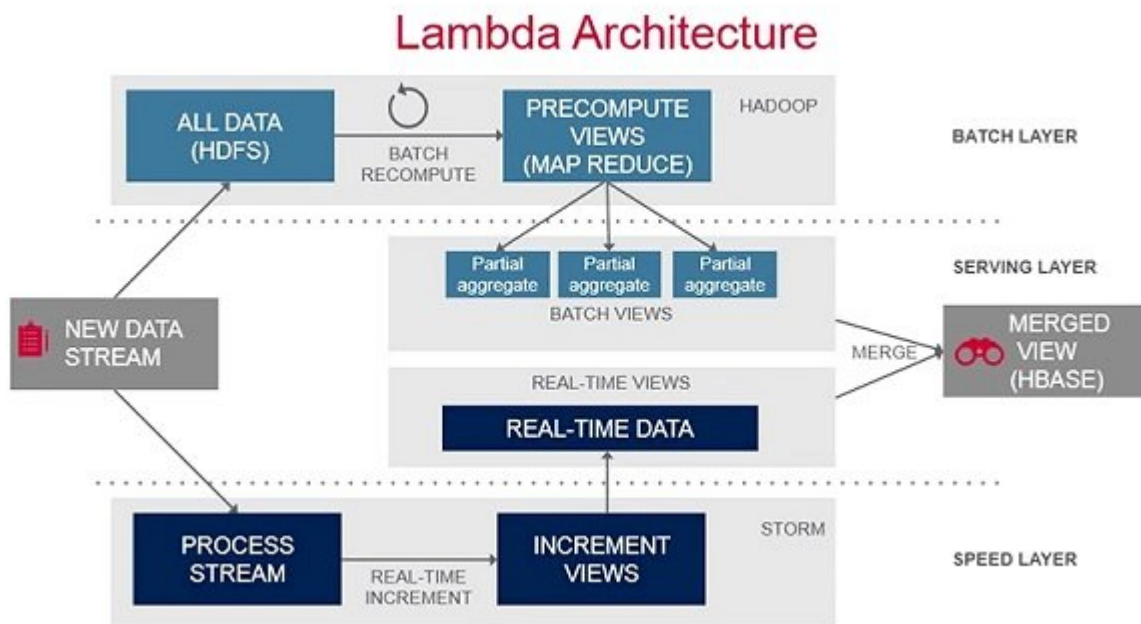 Lambda Architecture
HADOOP
ALL DATA
(HDFS)
BATCH
RECOMPUTE
PRECOMPUTE
VIEWS
(MAP REDUCE)
BATCH LAYER
Partial
aggregate
Partial
aggregate
Partial
aggregate
BATCH VIEWS
SERVING LAYER
NEW DATA
STREAM
MERGE
MERGED
VIEW
(HBASE)
REAL-TIME VIEWS
REAL-TIME DATA
STORM
PROCESS
STREAM
REAL-TIME
INCREMENT
INCREMENT
VIEWS
SPEED LAYER